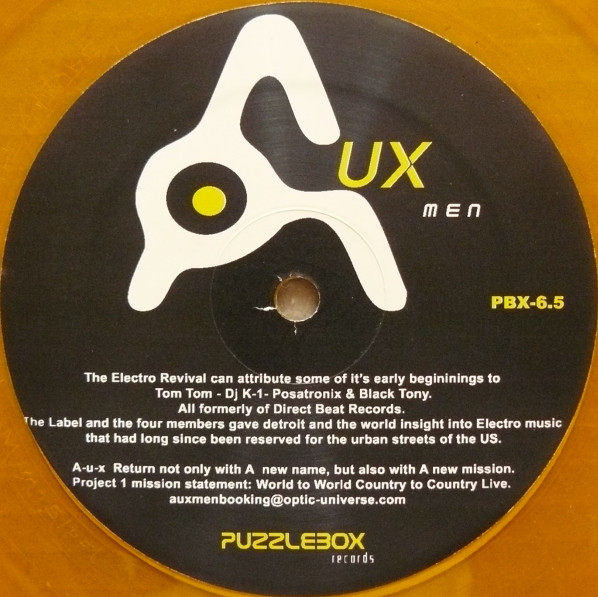 AUX
men
PBX-6.5
The Electro Revival can attribute some of it's early begininings to
Tom Tom - Dj K-1- Posatronix & Black Tony.
All formerly of Direct Beat Records.
The Label and the four members gave detroit and the world insight into Electro music
that had long since been reserved for the urban streets of the US.
A-u-x Return not only with A new name, but also with A new mission.
Project 1 mission statement: World to World Country to Country Live.
auxmenbooking@optic-universe.com
PUZZLEBOX
records